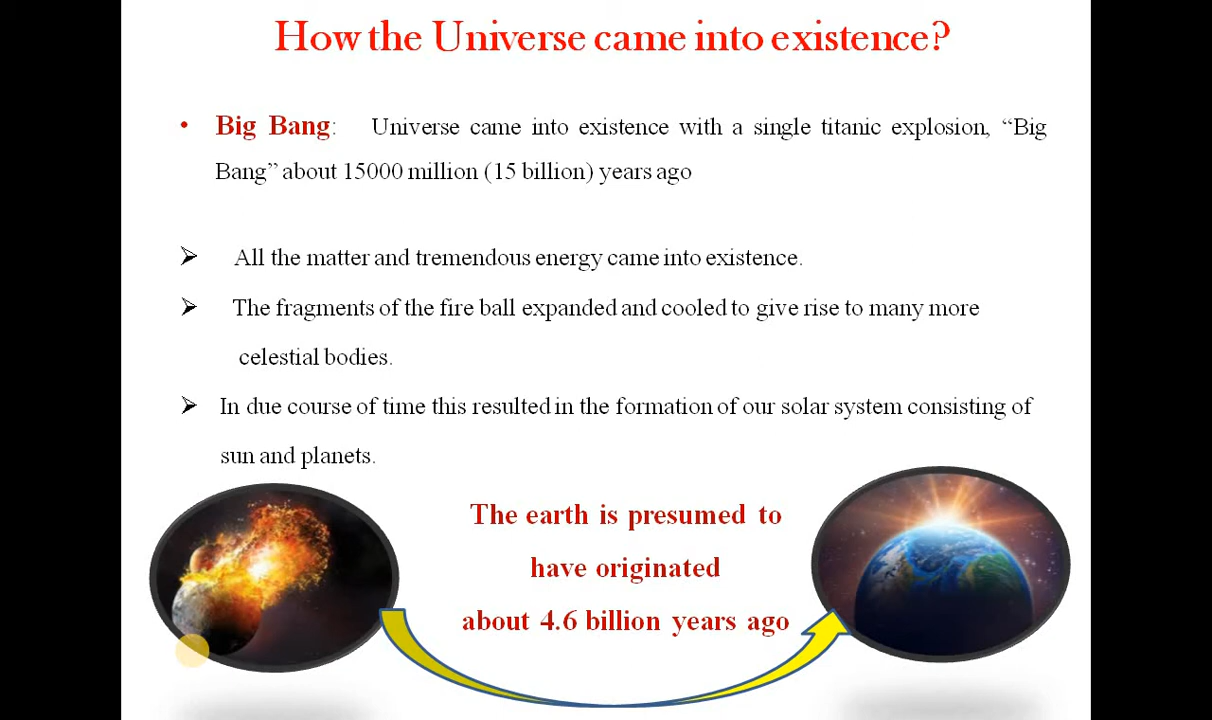 How the Universe came into existence?
• Big Bang: Universe came into existence with a single titanic explosion, “Big
Bang” about 15000 million (15 billion) years ago
➢ All the matter and tremendous energy came into existence.
➢ The fragments of the fire ball expanded and cooled to give rise to many more
celestial bodies.
➢ In due course of time this resulted in the formation of our solar system consisting of
sun and planets.
The earth is presumed to
have originated
about 4.6 billion years ago